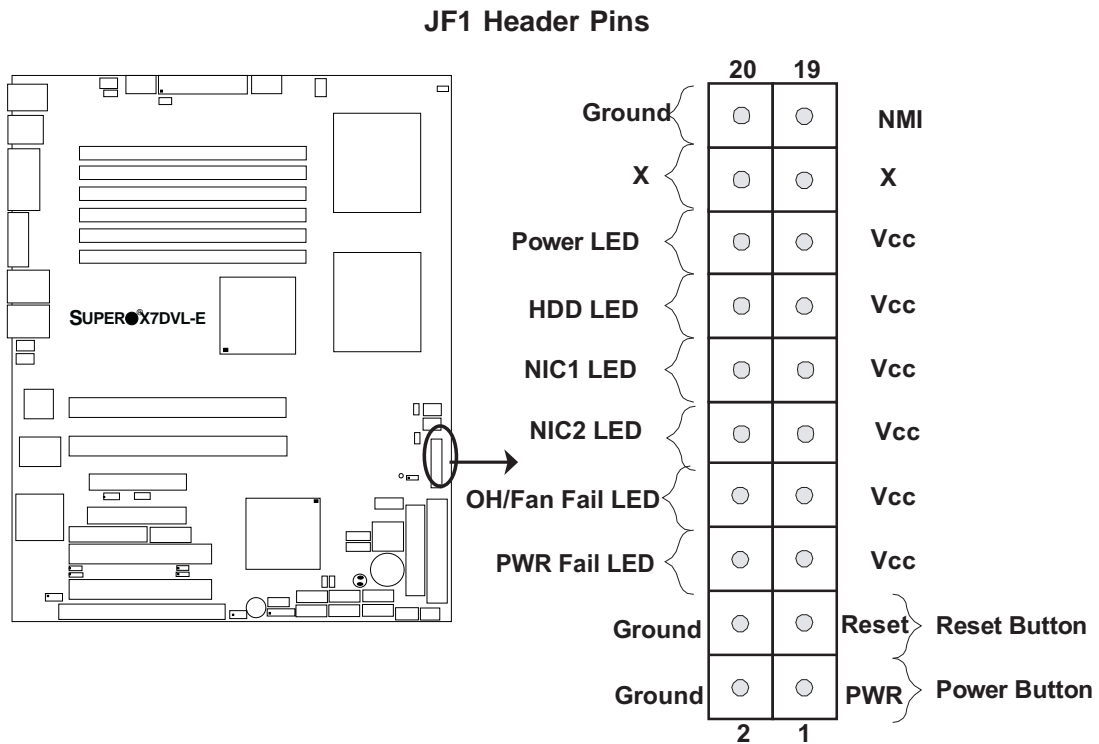 JF1 Header Pins
20 19
Ground NMI
X X
Power LED Vcc
HDD LED Vcc
SUPER®X7DVL-E
NIC1 LED Vcc
NIC2 LED Vcc
OH/Fan Fail LED Vcc
PWR Fail LED Vcc
Ground Reset Reset Button
Ground PWR Power Button
2 1